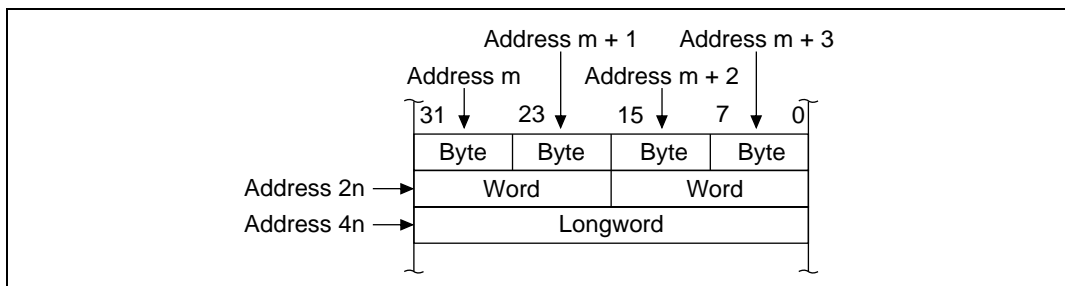 Address m + 1 Address m + 3
Address m Address m + 2
31 23 15 7 0
Byte Byte Byte Byte
Address 2n Word Word
Address 4n Longword